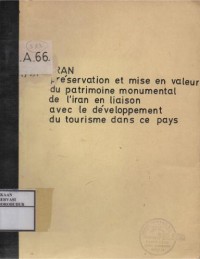 .A.66.
IRAN
préservation et mise en valeur
du patrimoine monumental
de l'iran en liaison
avec le développement
du tourisme dans ce pays